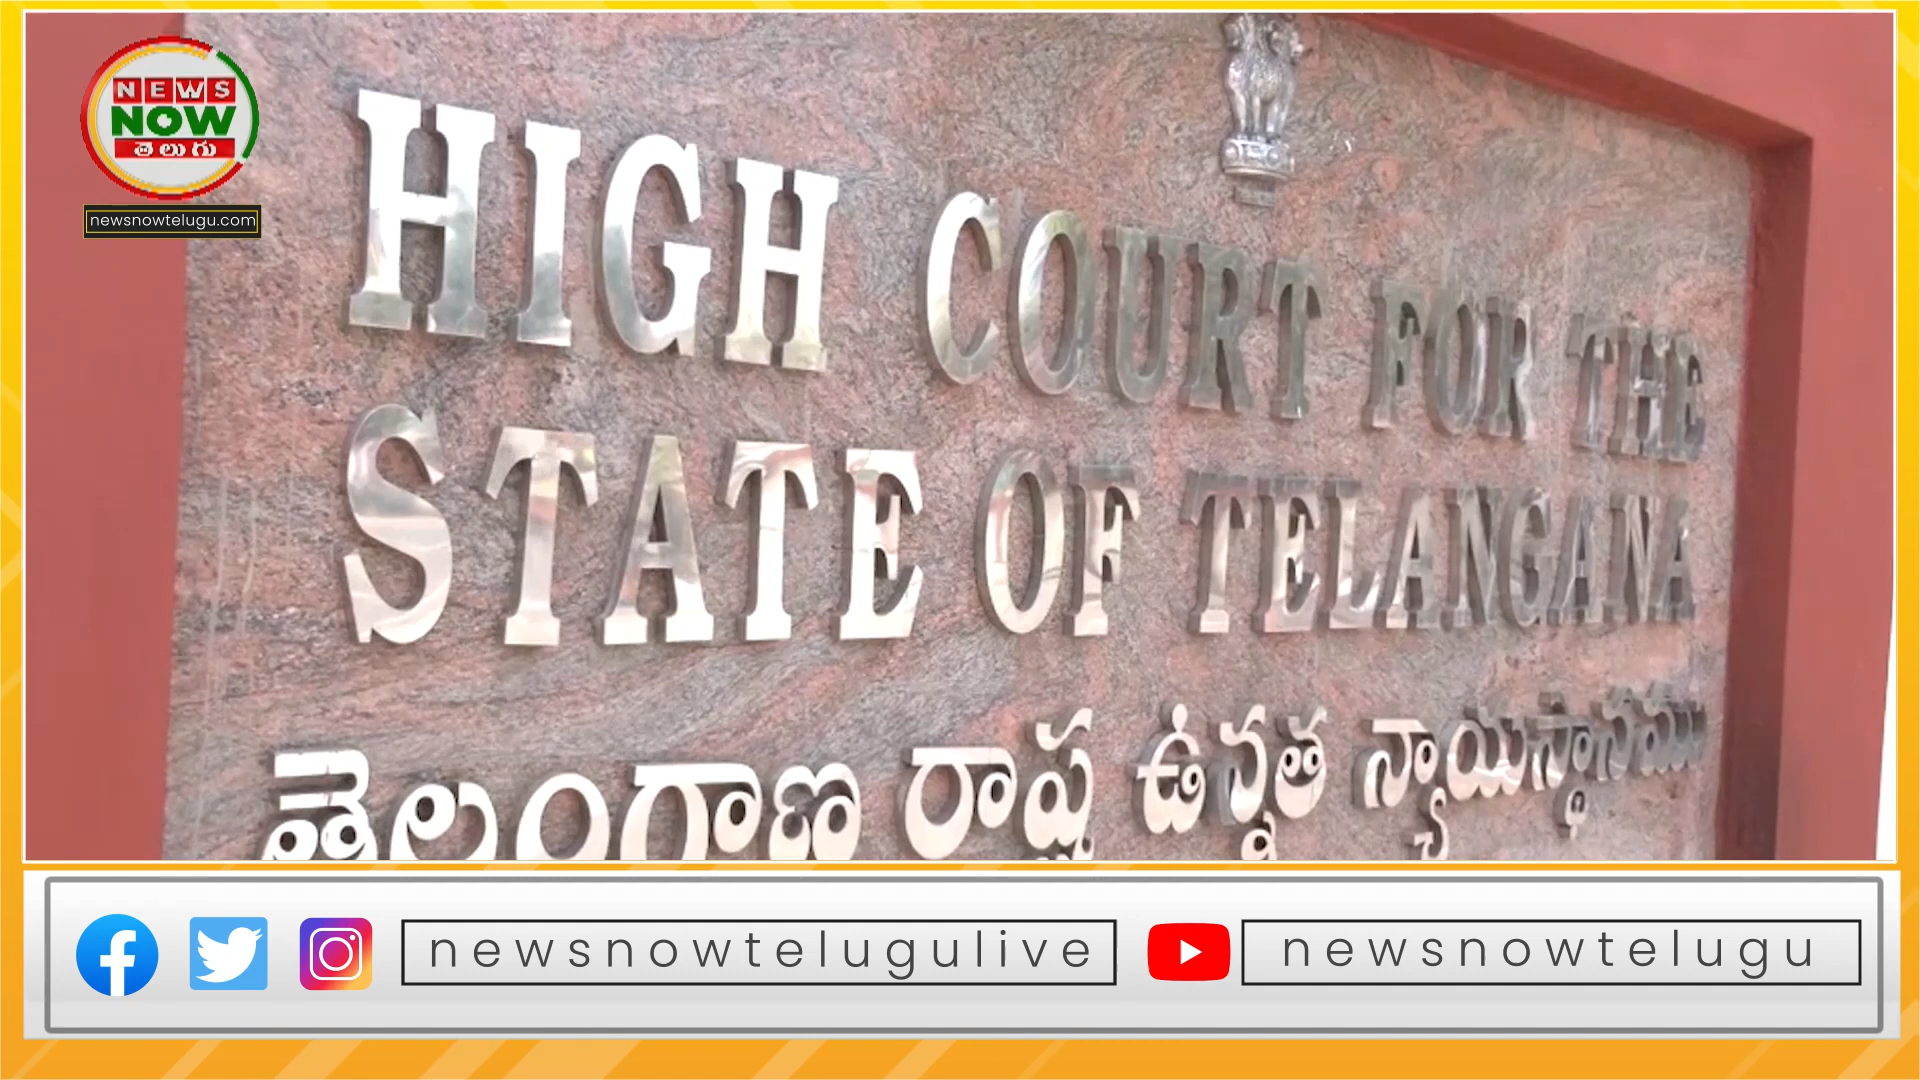 NEWS
NOW
తెలుగు
newsnowtelugu.com
HIGH COURT FOR THE
STATE OF TELANGANA
తెలంగాణ రాష్ట్ర ఉన్నత న్యాయస్థానము
newsnowtelugulive
newsnowtelugu